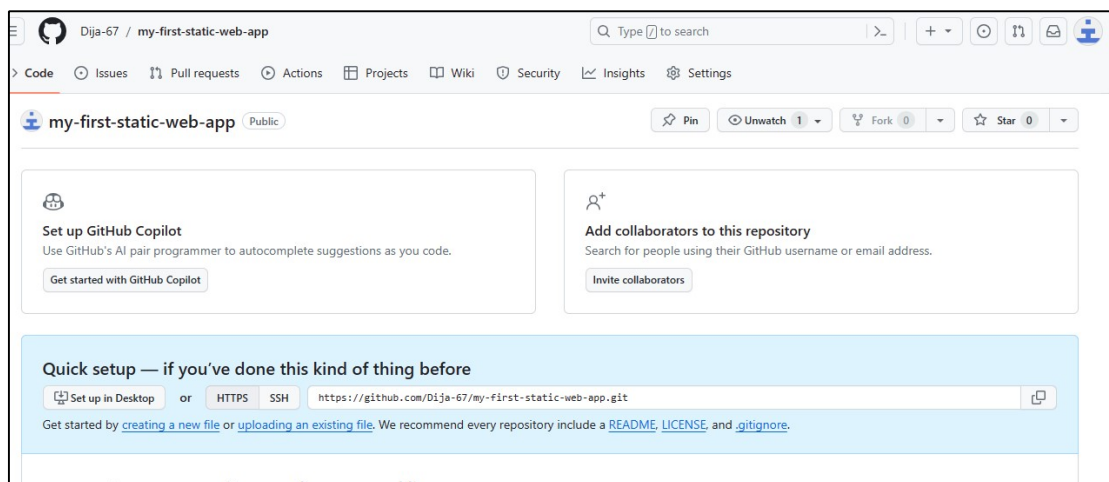 Dija-67 / my-first-static-web-app
Type / to search
Code Issues Pull requests Actions Projects Wiki Security Insights Settings
my-first-static-web-app Public
Pin Unwatch 1 Fork 0 Star 0
Set up GitHub Copilot
Use GitHub's AI pair programmer to autocomplete suggestions as you code.
Get started with GitHub Copilot
Add collaborators to this repository
Search for people using their GitHub username or email address.
Invite collaborators
Quick setup — if you've done this kind of thing before
Set up in Desktop or HTTPS SSH https://github.com/Dija-67/my-first-static-web-app.git
Get started by creating a new file or uploading an existing file. We recommend every repository include a README, LICENSE, and .gitignore.